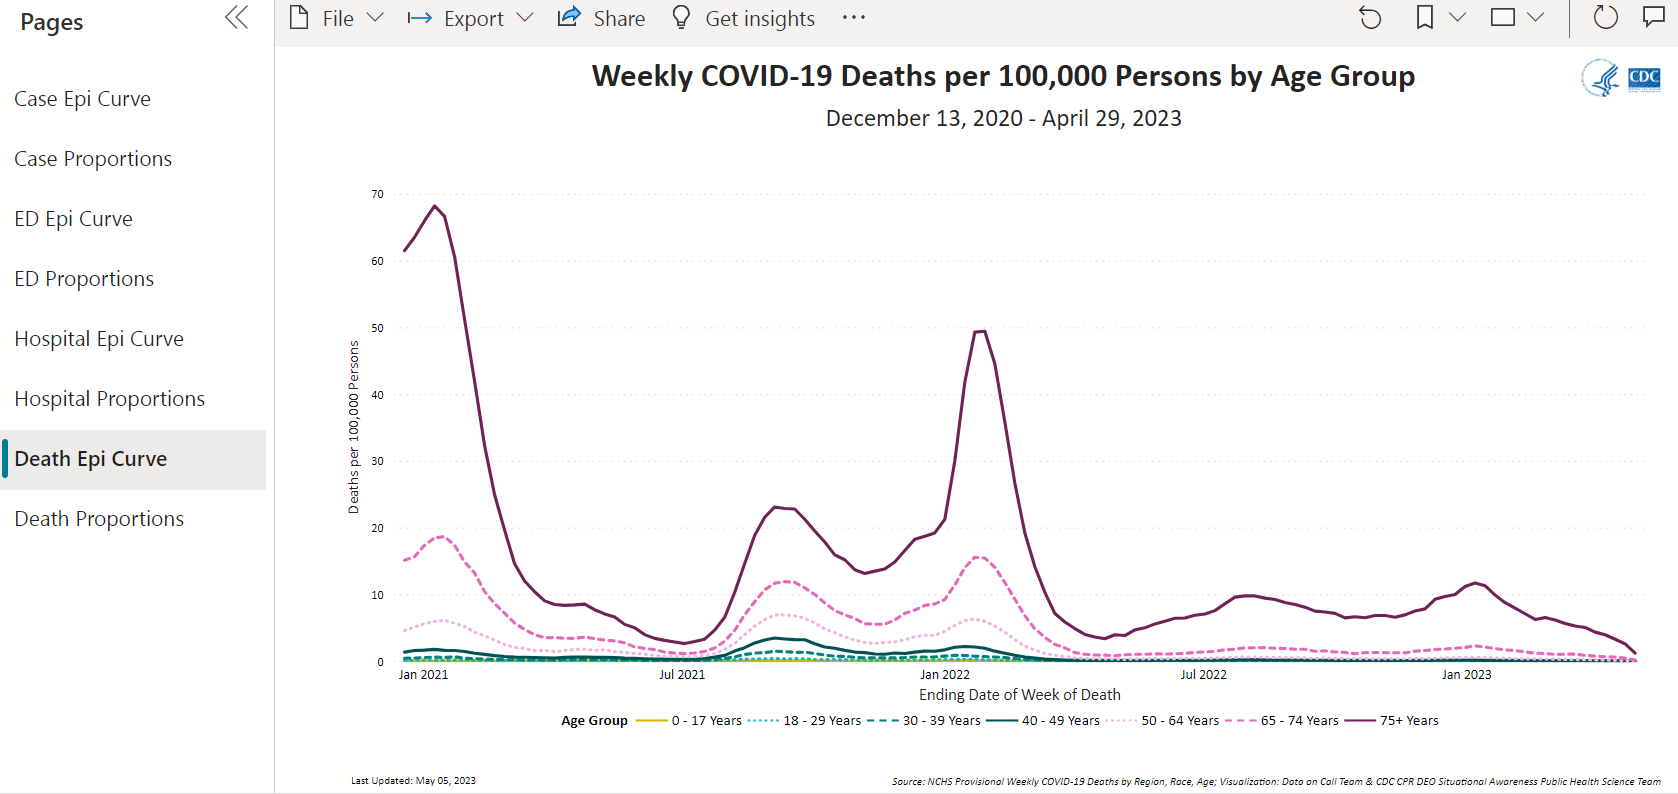 Pages
File
Export
Share
Get insights
Case Epi Curve
Case Proportions
ED Epi Curve
ED Proportions
Hospital Epi Curve
Hospital Proportions
Death Epi Curve
Death Proportions
Weekly COVID-19 Deaths per 100,000 Persons by Age Group
December 13, 2020 - April 29, 2023
CDC
Deaths per 100,000 Persons
70
60
50
40
30
20
10
0
Jan 2021 Jul 2021 Jan 2022 Jul 2022 Jan 2023
Ending Date of Week of Death
Age Group 0 - 17 Years 18 - 29 Years 30 - 39 Years 40 - 49 Years 50 - 64 Years 65 - 74 Years 75+ Years
Last Updated: May 05, 2023
Source: NCHS Provisional Weekly COVID-19 Deaths by Region, Race, Age; Visualization: Data on Call Team & CDC CPR DEO Situational Awareness Public Health Science Team